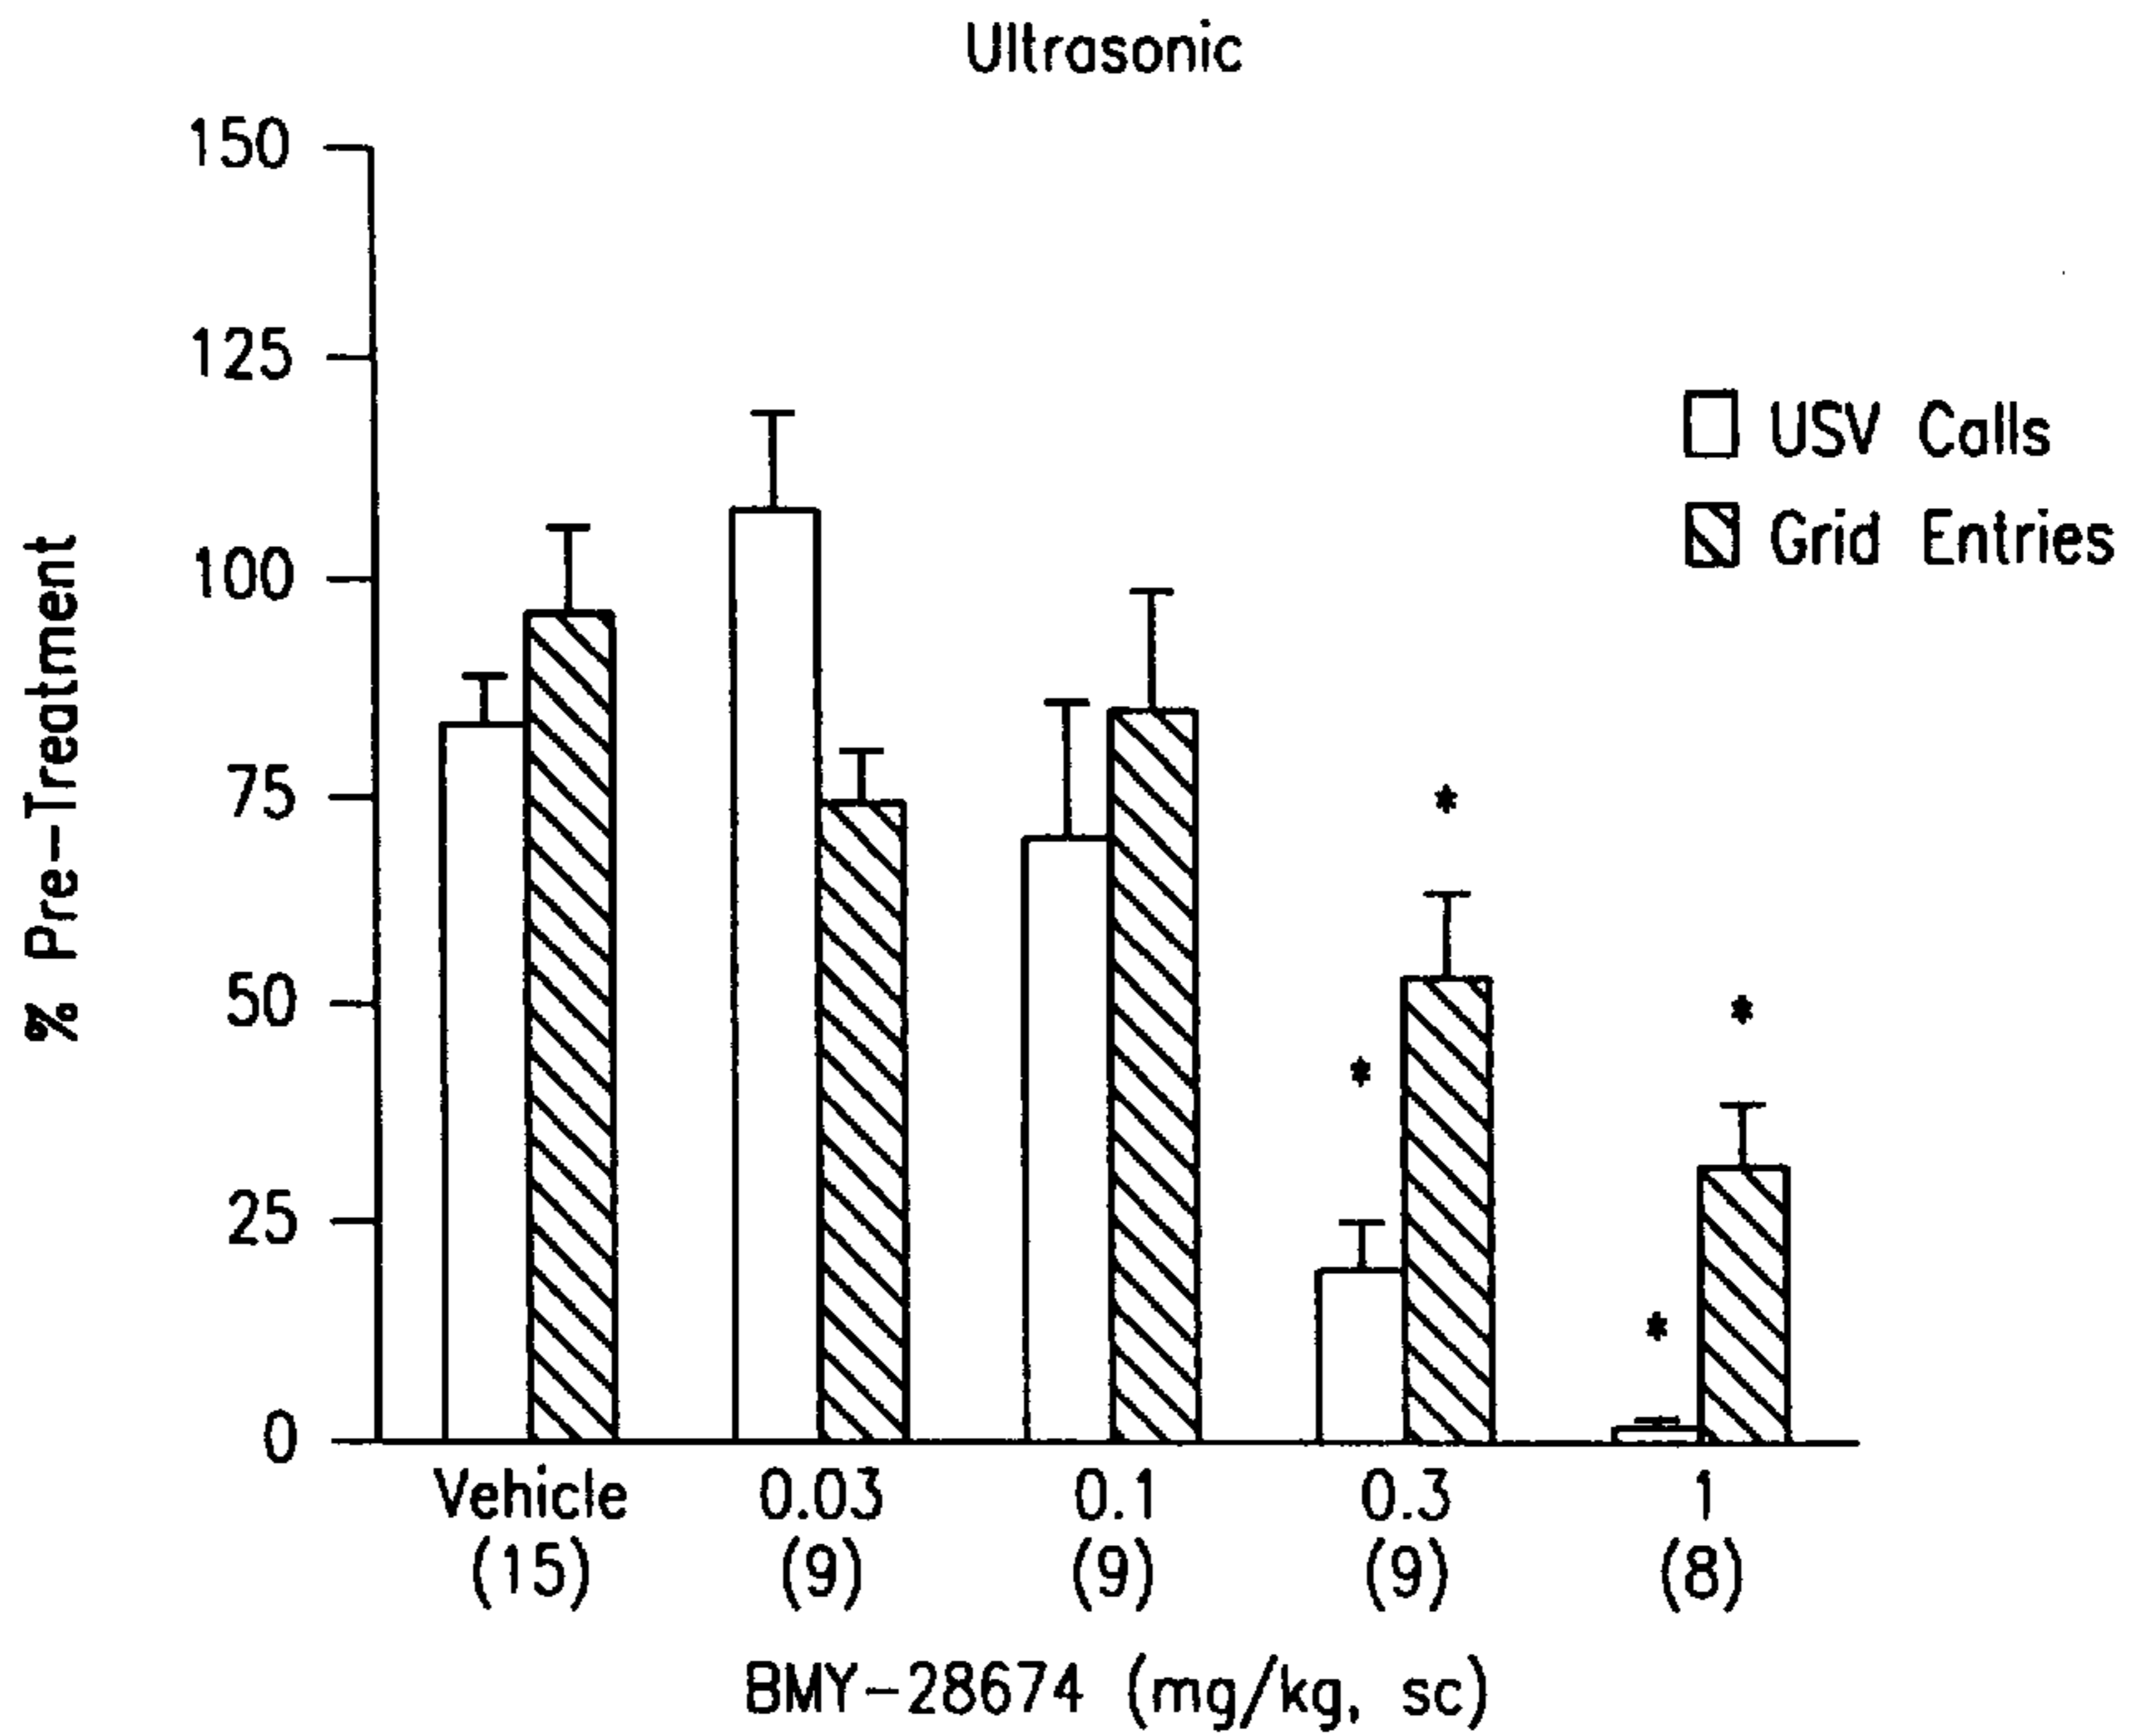 Ultrasonic
150
125
100
75
50
25
0
% Pre-Treatment
USV Calls
Grid Entries
*
*
*
*
Vehicle 0.03 0.1 0.3 1
(15) (9) (9) (9) (8)
BMY-28674 (mg/kg, sc)